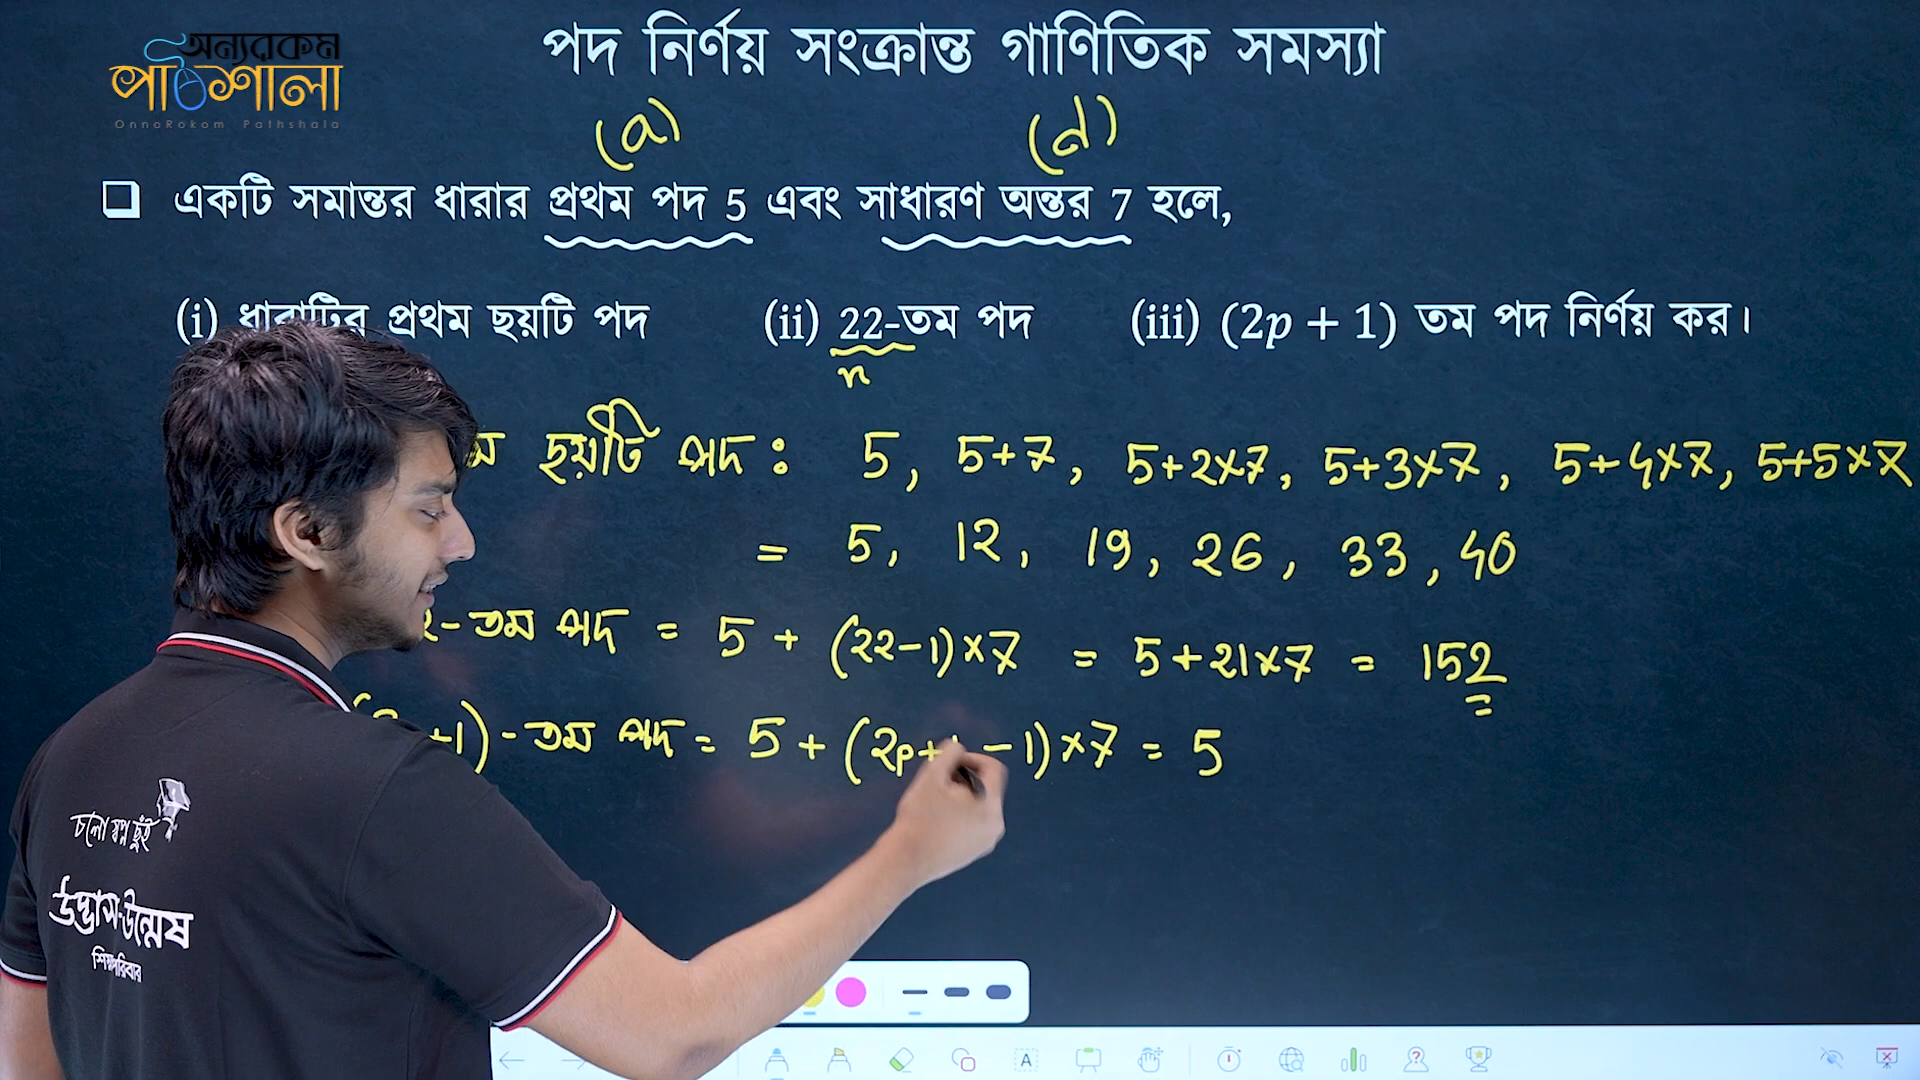 পদ নির্ণয় সংক্রান্ত গাণিতিক সমস্যা
অন্যরকম
পাঠশালা
OnnoRokom Pathshala
(a) (d)
একটি সমান্তর ধারার প্রথম পদ 5 এবং সাধারণ অন্তর 7 হলে,
(i) ধারাটির প্রথম ছয়টি পদ (ii) 22-তম পদ (iii) (2p + 1) তম পদ নির্ণয় কর।
n
ছয়টি পদ : 5, 5+7, 5+2×7, 5+3×7, 5+4×7, 5+5×7
= 5, 12, 19, 26, 33, 40
-তম পদ = 5 + (22-1)×7 = 5+21×7 = 152
+1)-তম পদ = 5 + (2p+1-1)×7 = 5
চলো স্বপ্ন ছুঁই
উদ্ভাস-উন্মেষ
শিক্ষা পরিবার